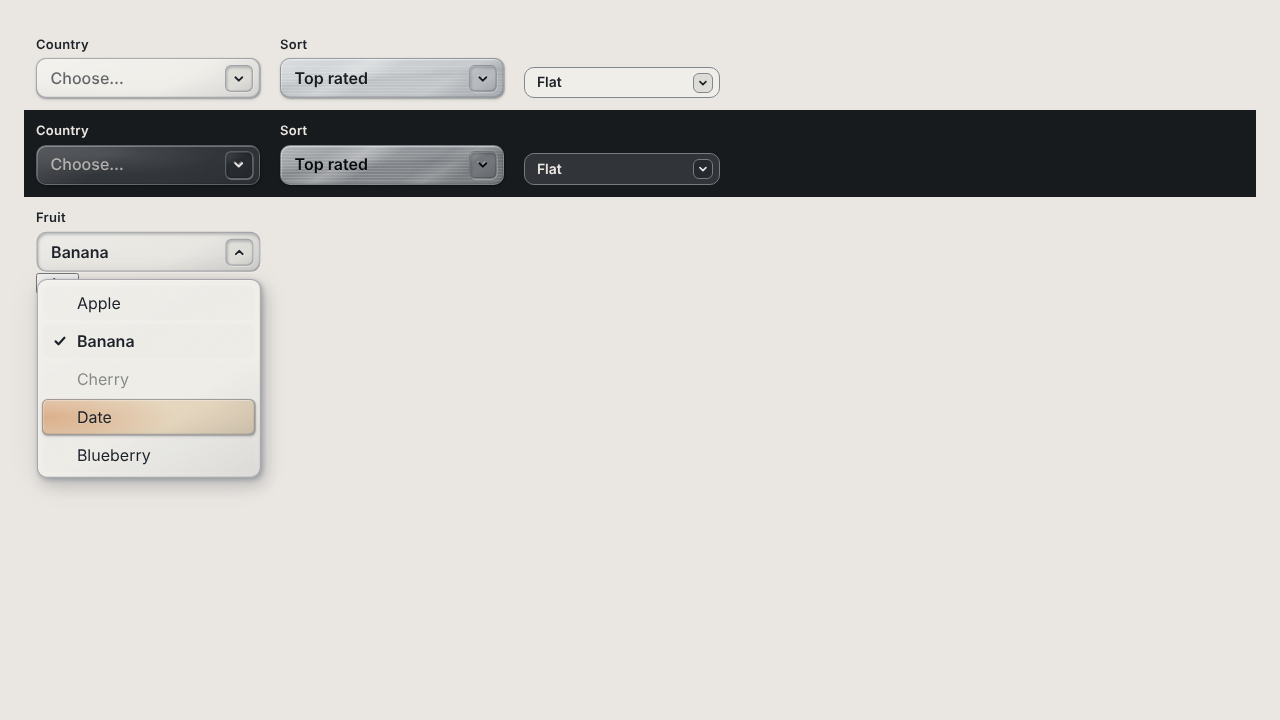 Country
Sort
Choose...
Top rated
Flat
Country
Sort
Choose...
Top rated
Flat
Fruit
Banana
Apple
Banana
Cherry
Date
Blueberry